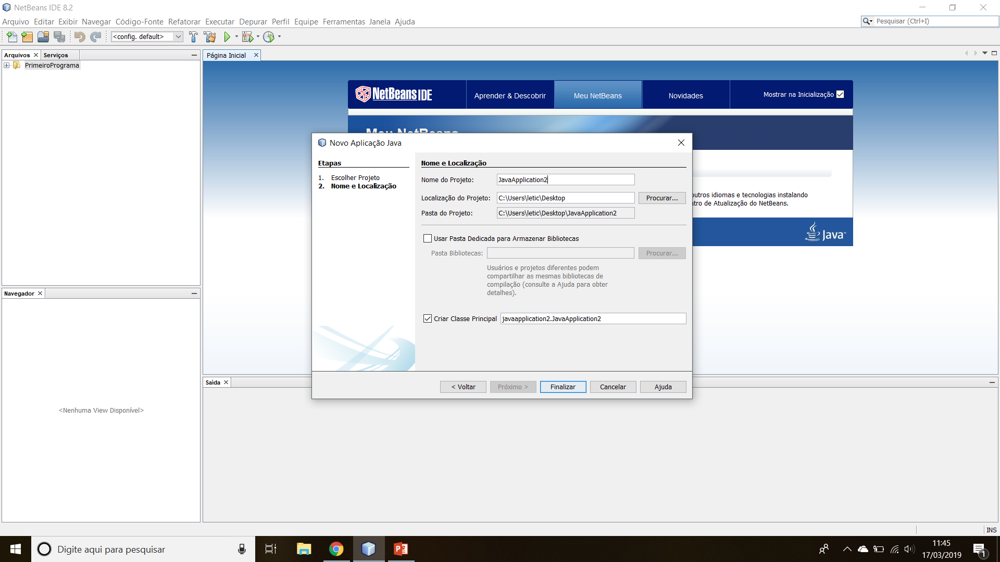 NetBeans IDE 8.2
Arquivo Editar Exibir Navegar Código-Fonte Refatorar Executar Depurar Perfil Equipe Ferramentas Janela Ajuda
Pesquisar (Ctrl+I)
<config. default>
Arquivos
Serviços
PrimeiroPrograma
Página Inicial
NetBeans IDE
Aprender & Descobrir
Meu NetBeans
Novidades
Mostrar na Inicialização
Meu NetBeans
Novo Aplicação Java
Etapas
1. Escolher Projeto
2. Nome e Localização
Nome e Localização
Nome do Projeto: JavaApplication2
Localização do Projeto: C:\Users\letic\Desktop Procurar...
Pasta do Projeto: C:\Users\letic\Desktop\JavaApplication2
Usar Pasta Dedicada para Armazenar Bibliotecas
Pasta Bibliotecas: Procurar...
Usuários e projetos diferentes podem
compartilhar as mesmas bibliotecas de
compilação (consulte a Ajuda para obter
detalhes).
Criar Classe Principal javaapplication2.JavaApplication2
< Voltar Próximo > Finalizar Cancelar Ajuda
idiomas e tecnologias instalando
de Atualização do NetBeans.
Java
Navegador
<Nenhuma View Disponível>
Saída
INS
Digite aqui para pesquisar
11:45
17/03/2019
1